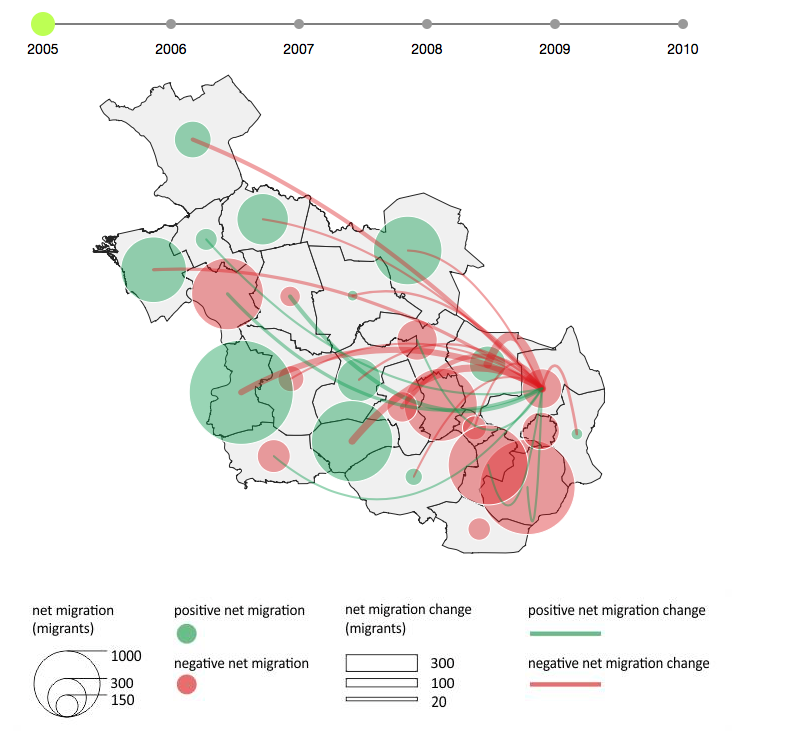 2005 2006 2007 2008 2009 2010
net migration
(migrants)
1000
300
150
positive net migration
negative net migration
net migration change
(migrants)
300
100
20
positive net migration change
negative net migration change